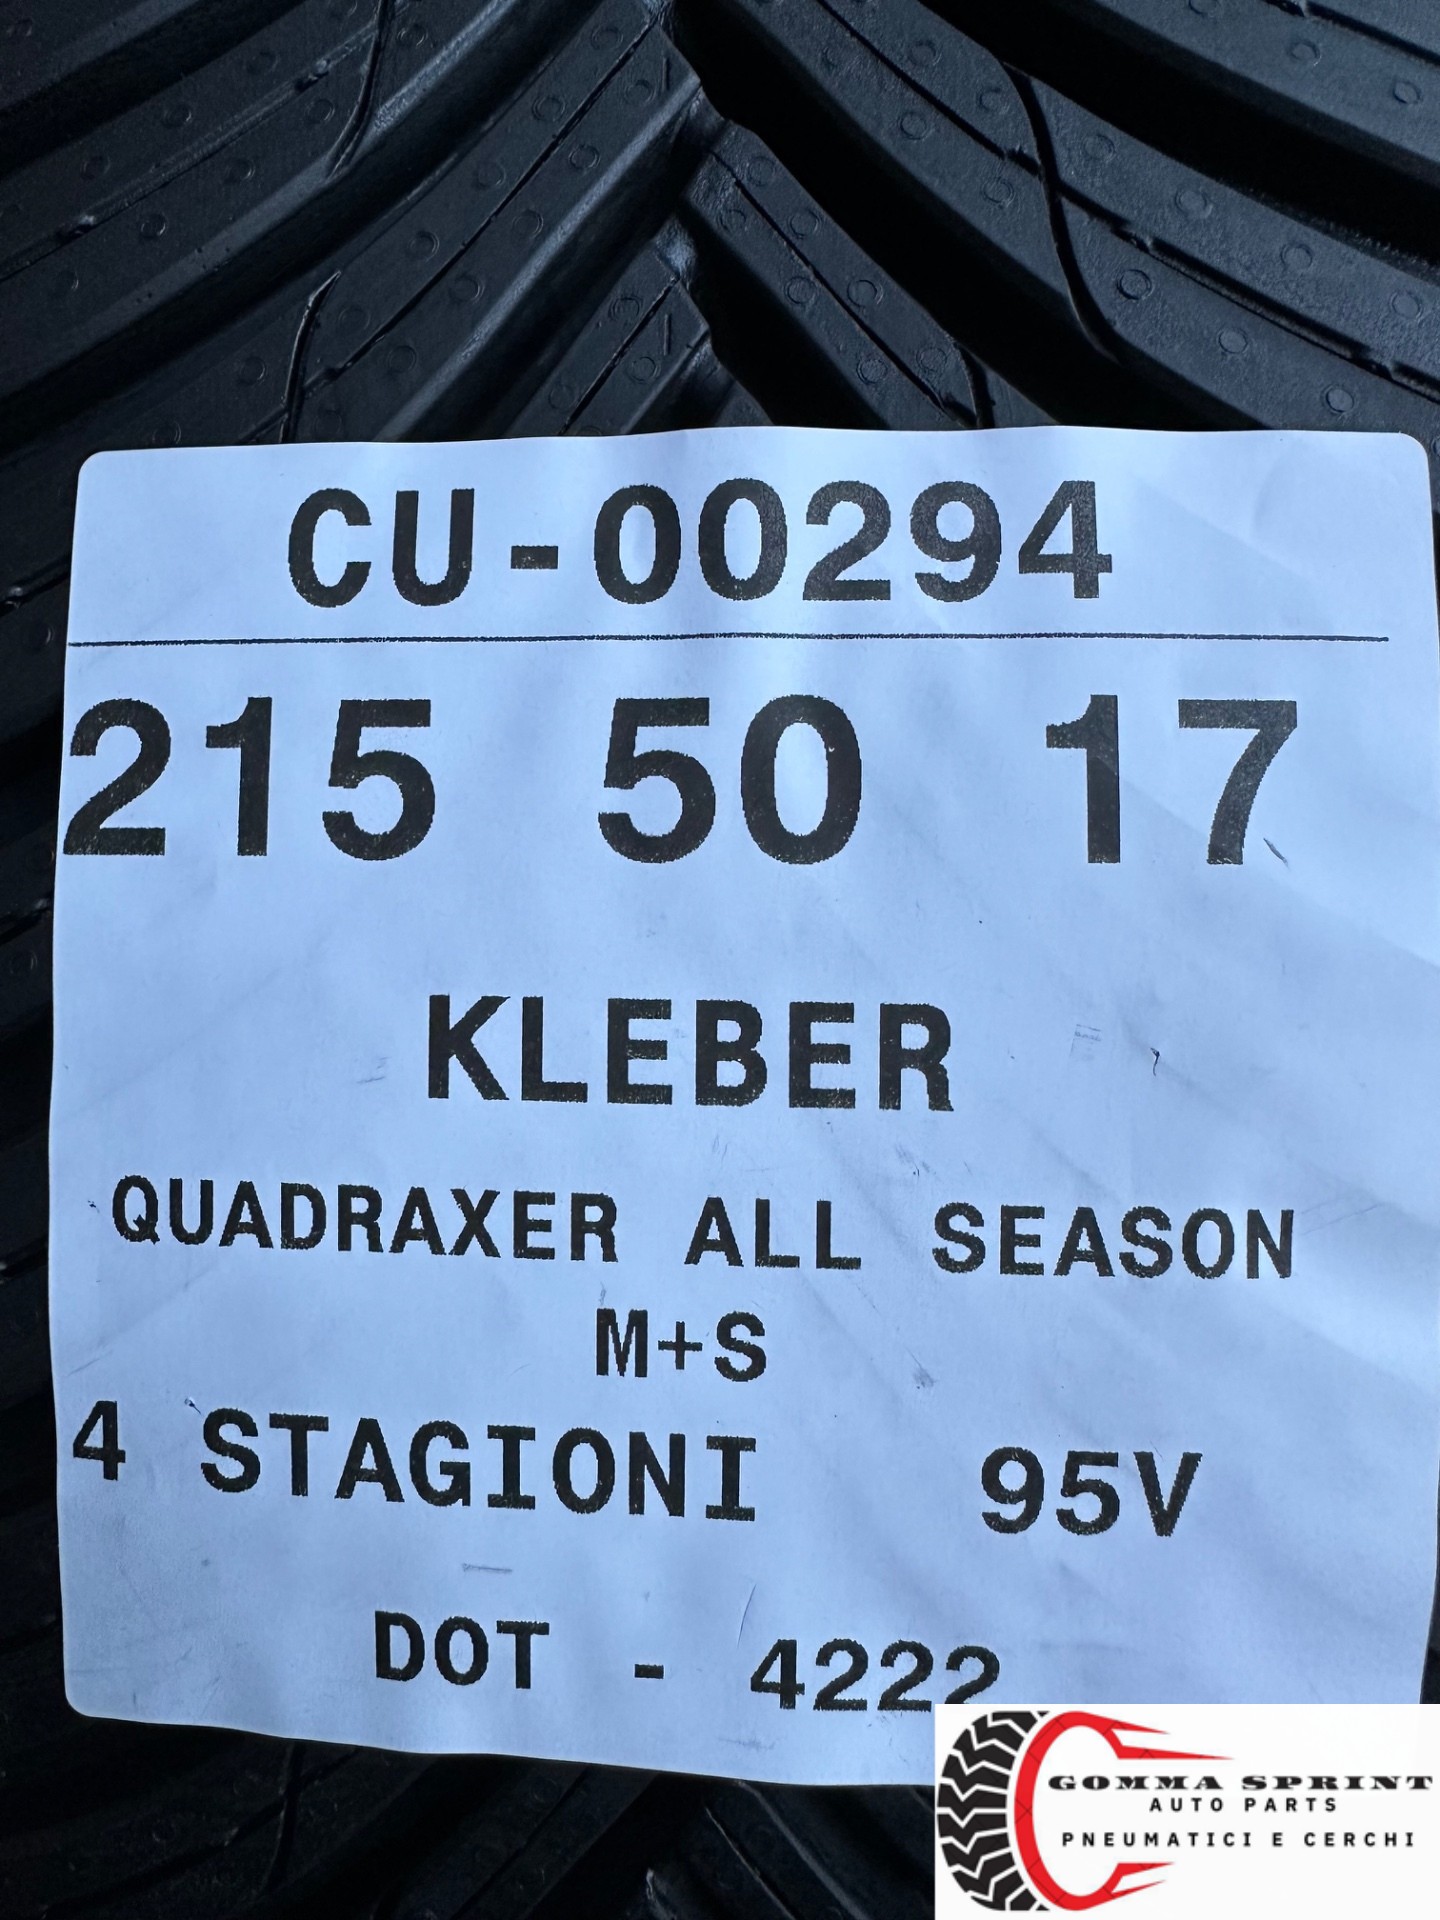 CU-00294
215 50 17
KLEBER
QUADRAXER ALL SEASON
M+S
4 STAGIONI 95V
DOT - 4222
GOMMA SPRINT
AUTO PARTS
PNEUMATICI E CERCHI